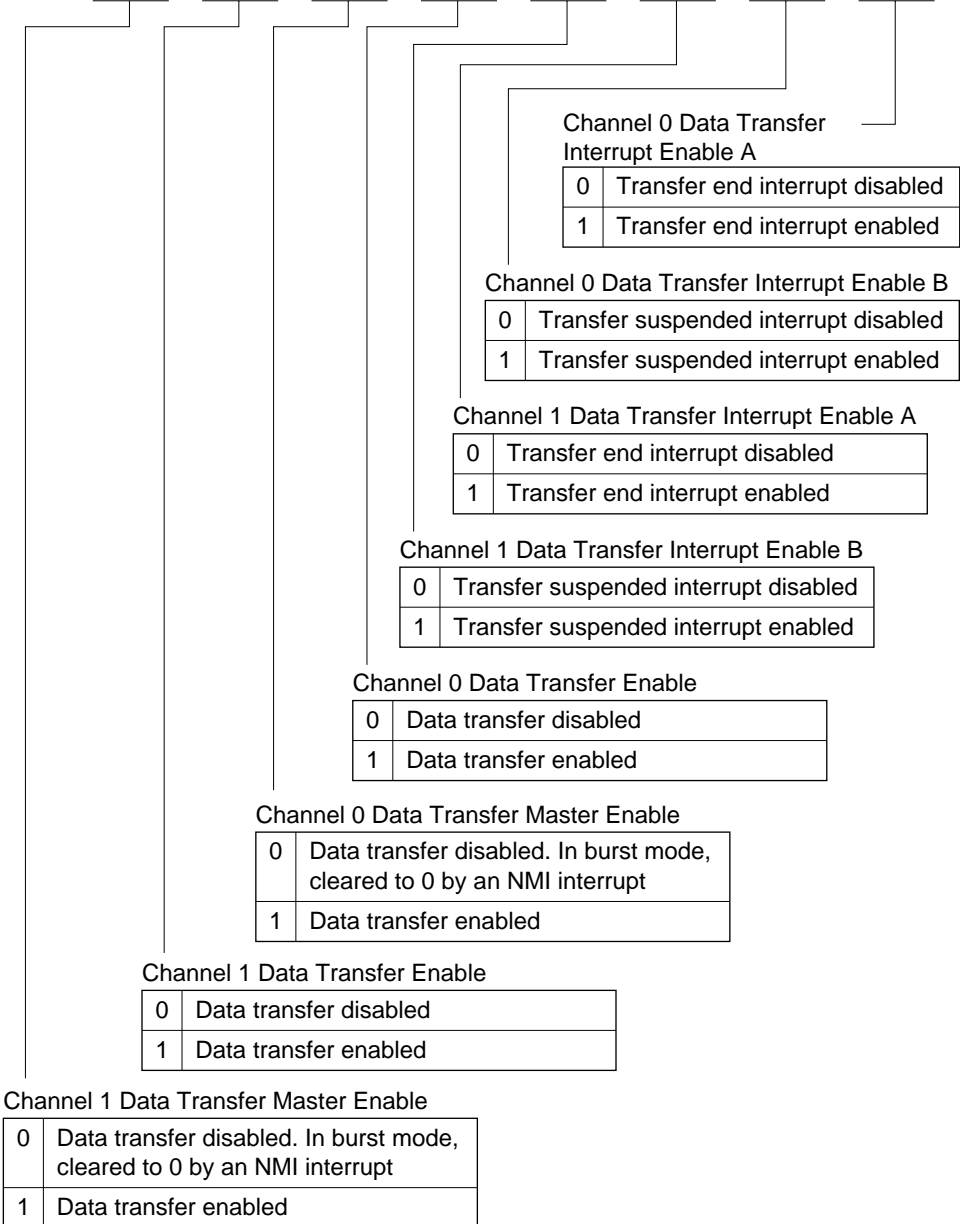 Channel 0 Data Transfer
Interrupt Enable A
0 Transfer end interrupt disabled
1 Transfer end interrupt enabled
Channel 0 Data Transfer Interrupt Enable B
0 Transfer suspended interrupt disabled
1 Transfer suspended interrupt enabled
Channel 1 Data Transfer Interrupt Enable A
0 Transfer end interrupt disabled
1 Transfer end interrupt enabled
Channel 1 Data Transfer Interrupt Enable B
0 Transfer suspended interrupt disabled
1 Transfer suspended interrupt enabled
Channel 0 Data Transfer Enable
0 Data transfer disabled
1 Data transfer enabled
Channel 0 Data Transfer Master Enable
0 Data transfer disabled. In burst mode,
cleared to 0 by an NMI interrupt
1 Data transfer enabled
Channel 1 Data Transfer Enable
0 Data transfer disabled
1 Data transfer enabled
Channel 1 Data Transfer Master Enable
0 Data transfer disabled. In burst mode,
cleared to 0 by an NMI interrupt
1 Data transfer enabled